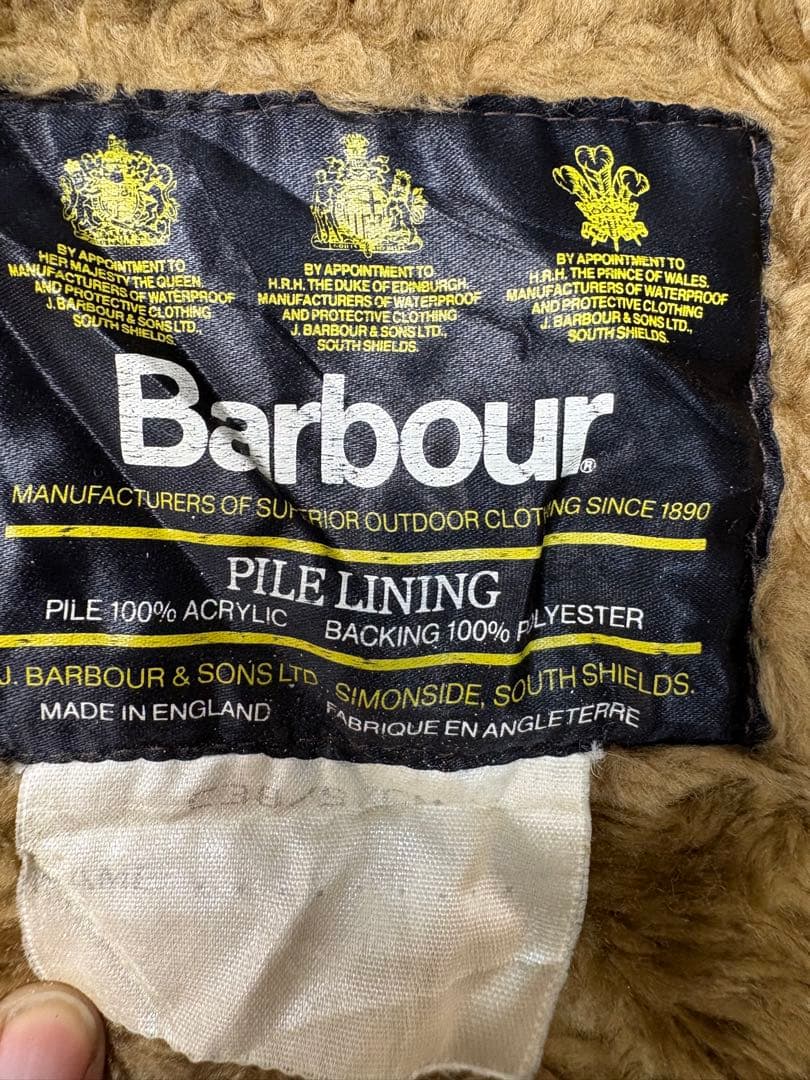 BY APPOINTMENT TO
HER MAJESTY THE QUEEN.
MANUFACTURERS OF WATERPROOF
AND PROTECTIVE CLOTHING
J. BARBOUR & SONS LTD.,
SOUTH SHIELDS.
BY APPOINTMENT TO
H.R.H. THE DUKE OF EDINBURGH.
MANUFACTURERS OF WATERPROOF
AND PROTECTIVE CLOTHING
J. BARBOUR & SONS LTD.,
SOUTH SHIELDS.
BY APPOINTMENT TO
H.R.H. THE PRINCE OF WALES.
MANUFACTURERS OF WATERPROOF
AND PROTECTIVE CLOTHING
J. BARBOUR & SONS LTD.,
SOUTH SHIELDS.
Barbour®
MANUFACTURERS OF SUPERIOR OUTDOOR CLOTHING SINCE 1890
PILE LINING
PILE 100% ACRYLIC BACKING 100% POLYESTER
J. BARBOUR & SONS LTD. SIMONSIDE, SOUTH SHIELDS.
MADE IN ENGLAND FABRIQUE EN ANGLETERRE